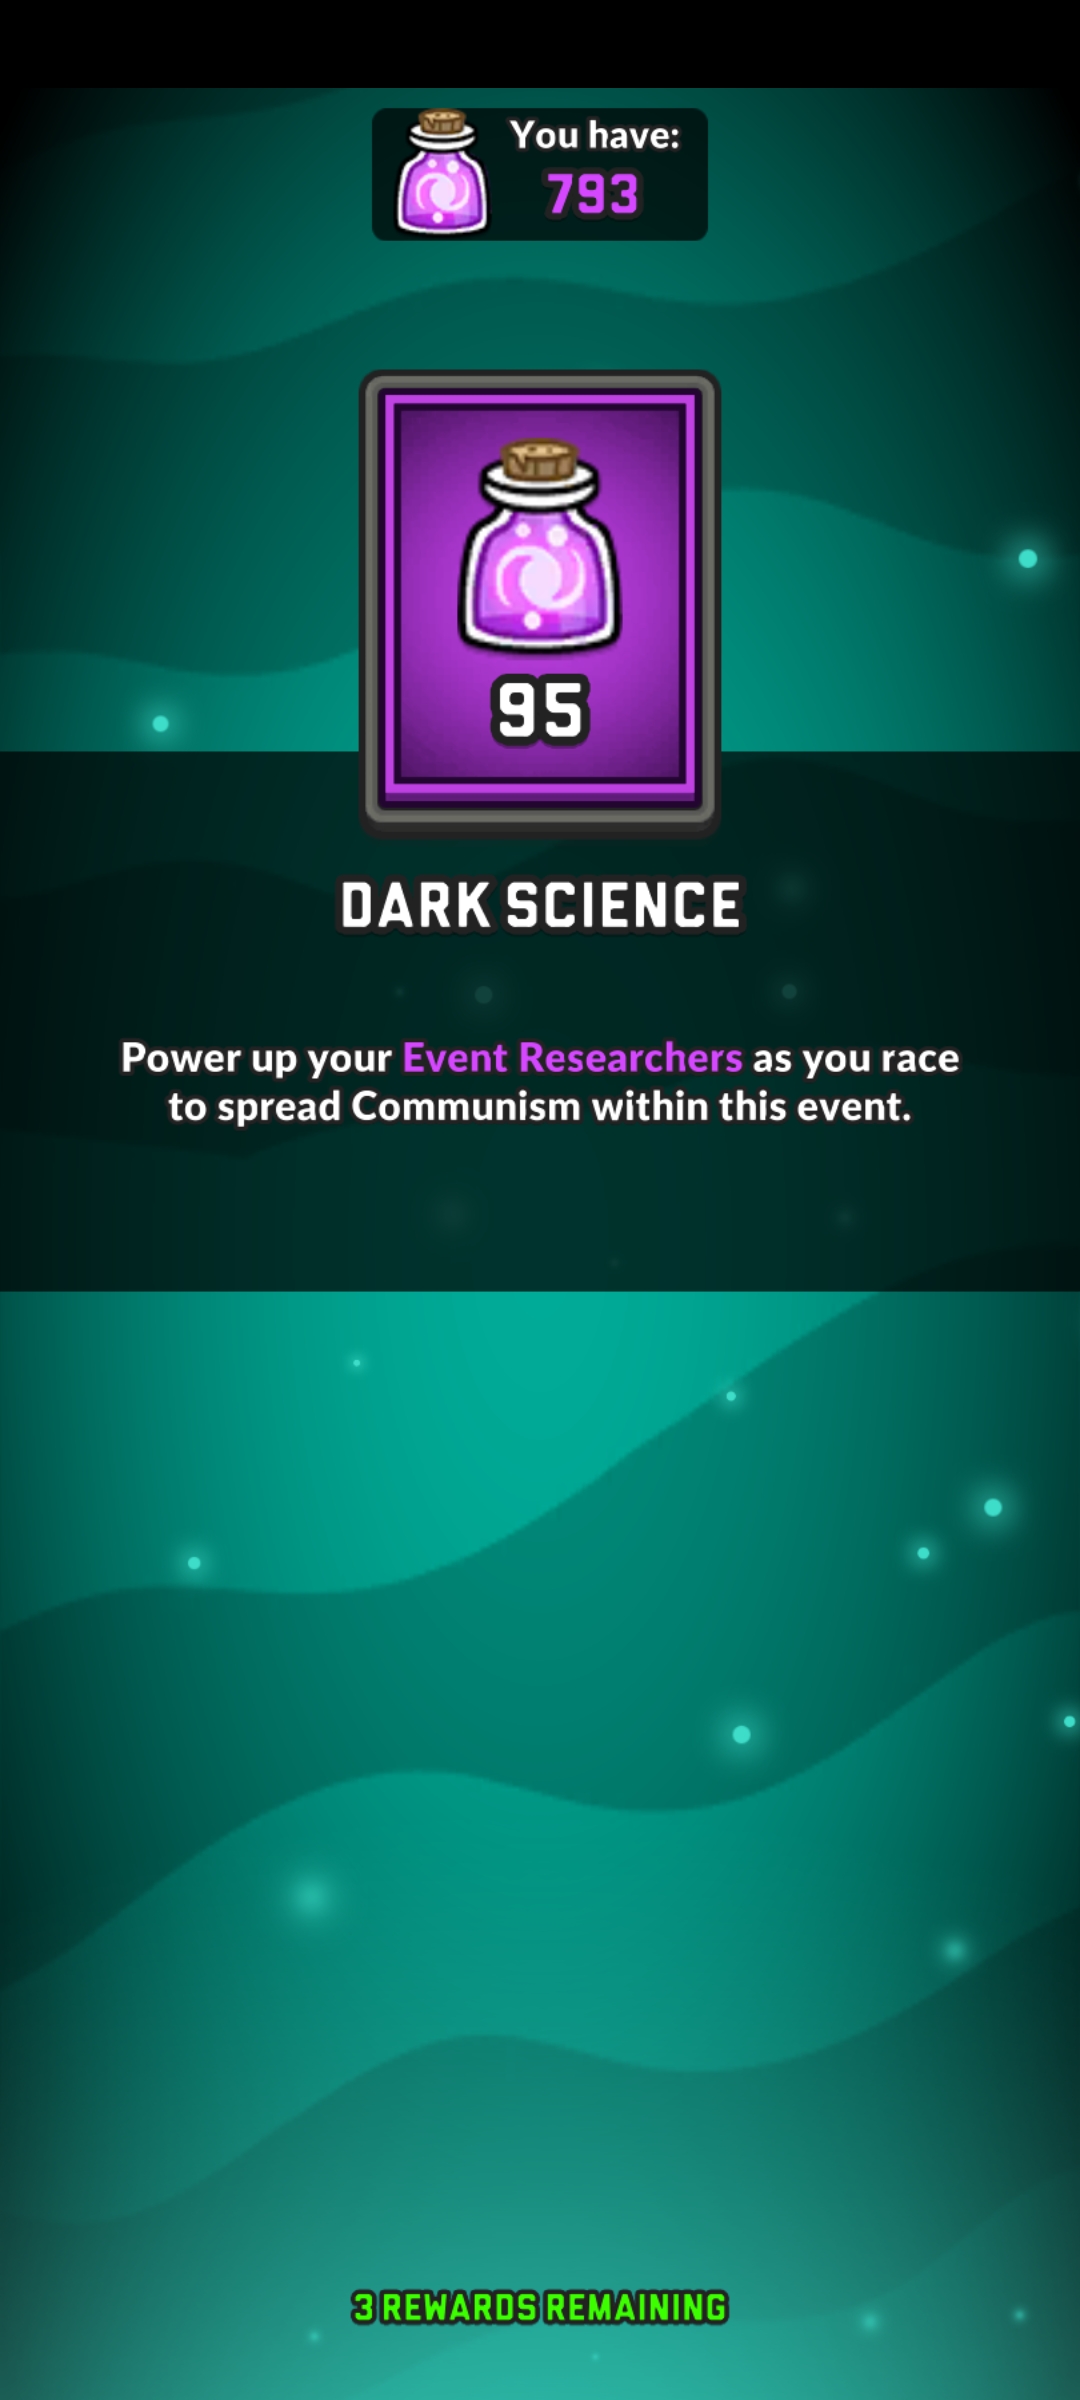 You have:
793
95
DARK SCIENCE
Power up your Event Researchers as you race
to spread Communism within this event.
3 REWARDS REMAINING